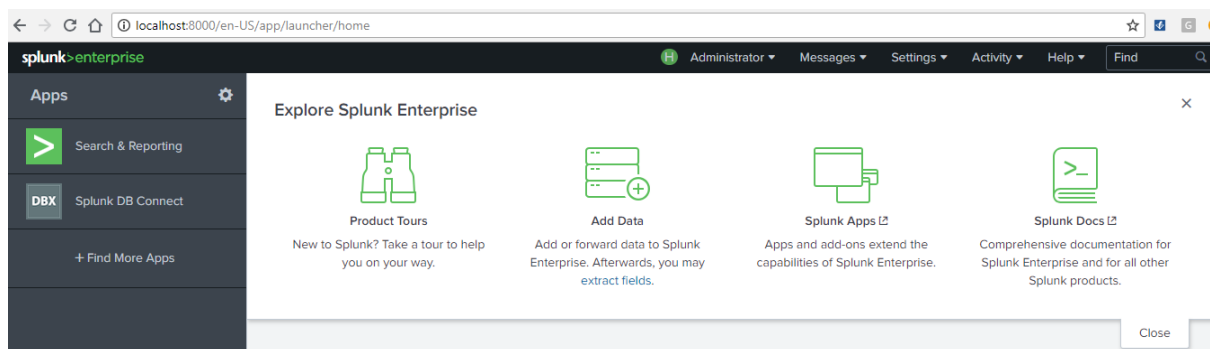 localhost:8000/en-US/app/launcher/home
G
splunk>enterprise
H Administrator Messages Settings Activity Help Find
Apps
Search & Reporting
DBX Splunk DB Connect
+ Find More Apps
Explore Splunk Enterprise
Product Tours
New to Splunk? Take a tour to help
you on your way.
Add Data
Add or forward data to Splunk
Enterprise. Afterwards, you may
extract fields.
Splunk Apps
Apps and add-ons extend the
capabilities of Splunk Enterprise.
Splunk Docs
Comprehensive documentation for
Splunk Enterprise and for all other
Splunk products.
Close